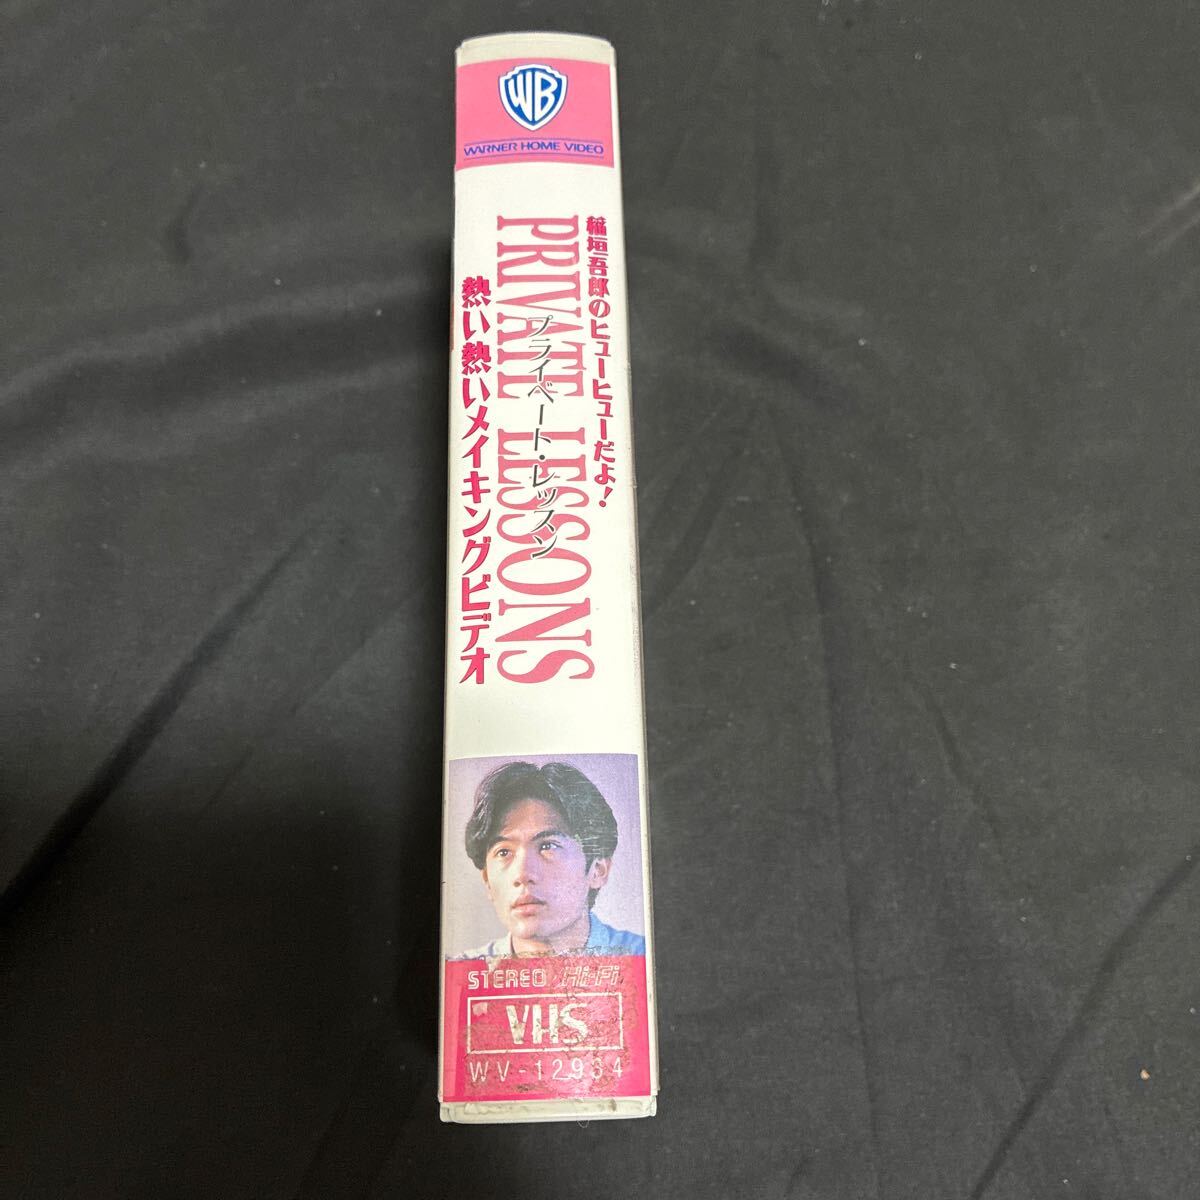 WB
WARNER HOME VIDEO
稲垣吾郎のヒューヒューだよ!
PRIVATE LESSONS
プライベート・レッスン
熱い熱いメイキングビデオ
STEREO Hi-Fi
VHS
WV-12934